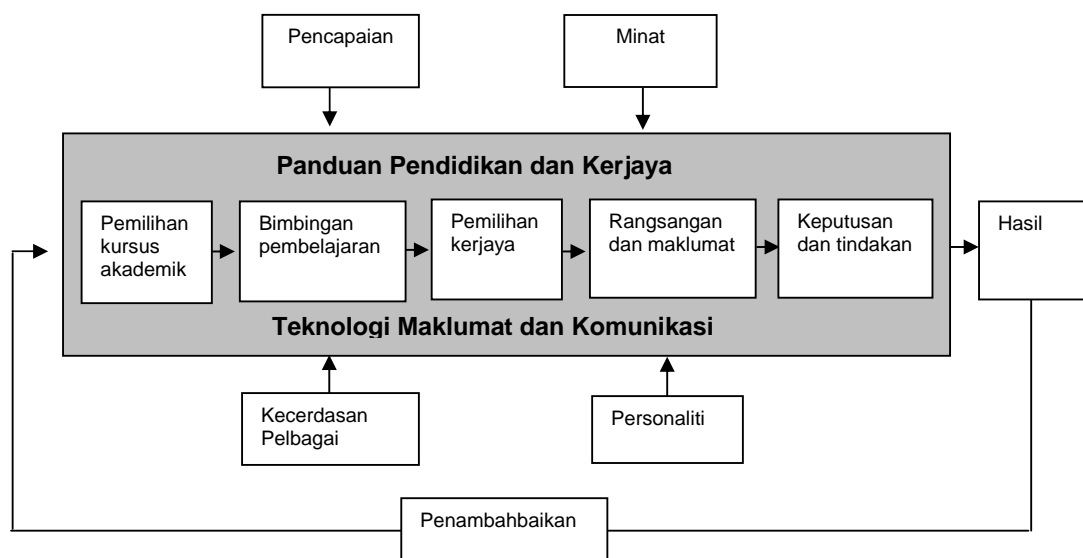 Pencapaian
Minat
Panduan Pendidikan dan Kerjaya
Pemilihan
kursus
akademik
Bimbingan
pembelajaran
Pemilihan
kerjaya
Rangsangan
dan maklumat
Keputusan
dan tindakan
Hasil
Teknologi Maklumat dan Komunikasi
Kecerdasan
Pelbagai
Personaliti
Penambahbaikan